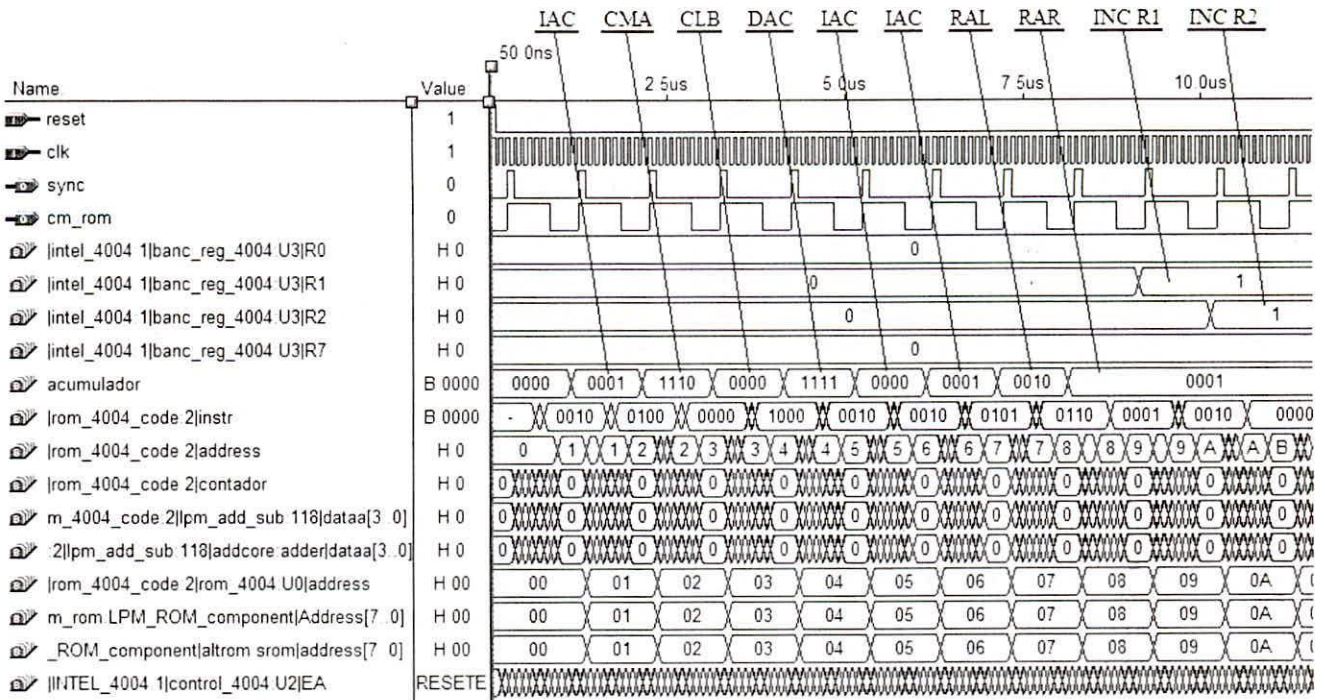 IAC CMA CLB DAC IAC IAC RAL RAR INC R1 INC R2
50 0ns
Name Value 2 5us 5 0us 7 5us 10 0us
reset 1
clk 1
sync 0
cm_rom 0
|intel_4004 1|banc_reg_4004 U3|R0 H 0 0
|intel_4004 1|banc_reg_4004 U3|R1 H 0 0 1
|intel_4004 1|banc_reg_4004 U3|R2 H 0 0 1
|intel_4004 1|banc_reg_4004 U3|R7 H 0 0
acumulador B 0000 0000 0001 1110 0000 1111 0000 0001 0010 0001
|rom_4004_code 2|instr B 0000 - 0010 0100 0000 1000 0010 0010 0101 0110 0001 0010 0000
|rom_4004_code 2|address H 0 0 1 1 2 2 3 3 4 4 5 5 6 6 7 7 8 8 9 9 A A B
|rom_4004_code 2|contador H 0 0 0 0 0 0 0 0 0 0 0 0 0
m_4004_code:2|lpm_add_sub 118|dataa[3 0] H 0 0 0 0 0 0 0 0 0 0 0 0 0
:2|lpm_add_sub 118|addcore adder|dataa[3 0] H 0 0 0 0 0 0 0 0 0 0 0 0 0
|rom_4004_code 2|rom_4004 U0|address H 00 00 01 02 03 04 05 06 07 08 09 0A
m_rom LPM_ROM_component|Address[7 0] H 00 00 01 02 03 04 05 06 07 08 09 0A
_ROM_component|altrom srom|address[7 0] H 00 00 01 02 03 04 05 06 07 08 09 0A
|INTEL_4004 1|control_4004 U2|EA RESETE